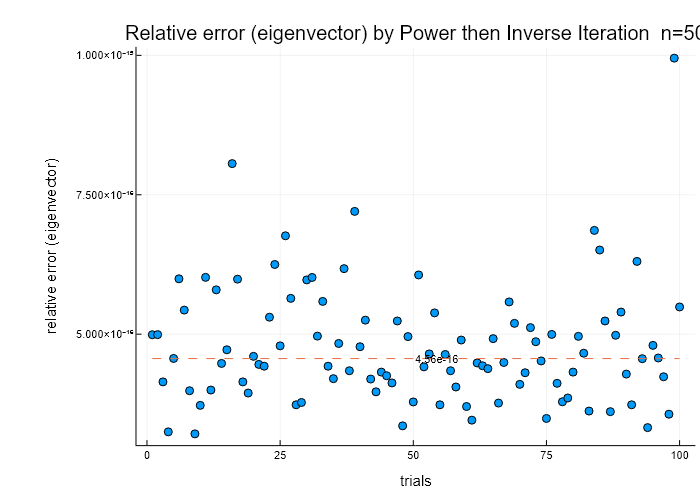 Relative error (eigenvector) by Power then Inverse Iteration n=50
1.000×10⁻¹⁵
7.500×10⁻¹⁶
5.000×10⁻¹⁶
relative error (eigenvector)
4.56e-16
0 25 50 75 100
trials